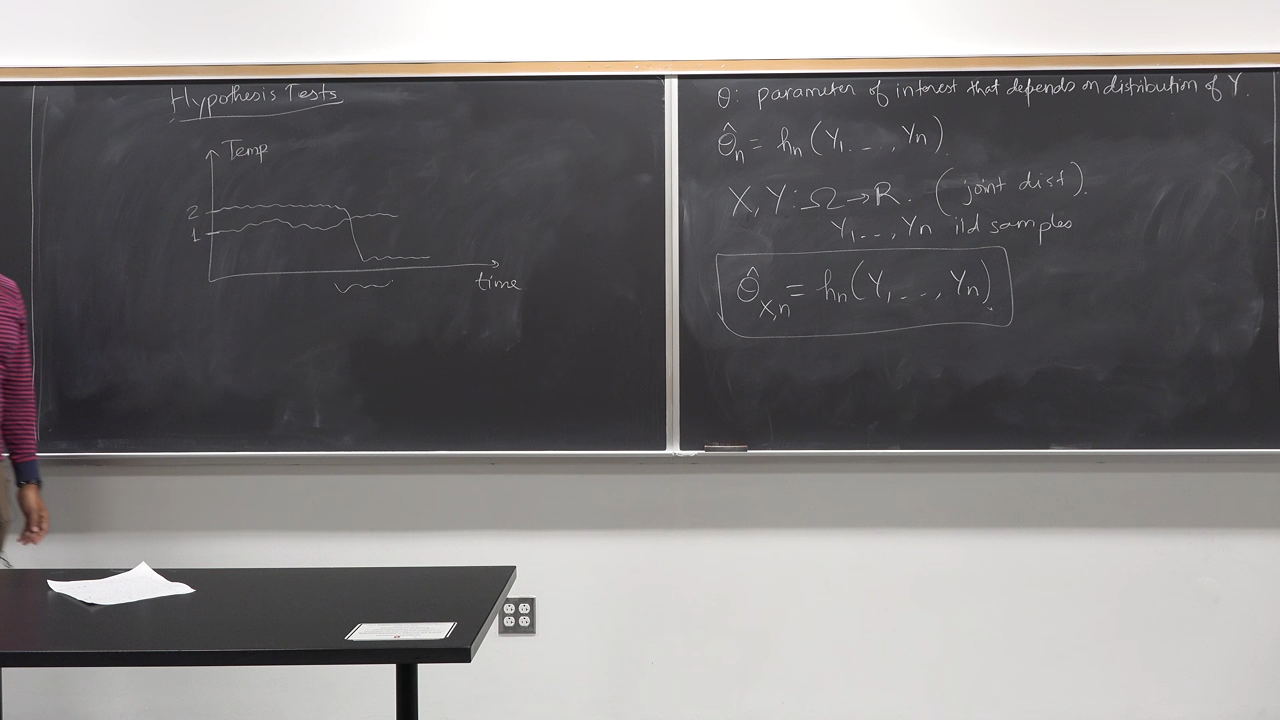 Hypothesis Tests
Temp
2
1
time
θ: parameter of interest that depends on distribution of Y.
θ̂n = hn(Y1, ..., Yn).
X, Y: Ω → R. (joint dist).
Y1, ..., Yn iid samples
θ̂X,n = hn(Y1, ..., Yn)